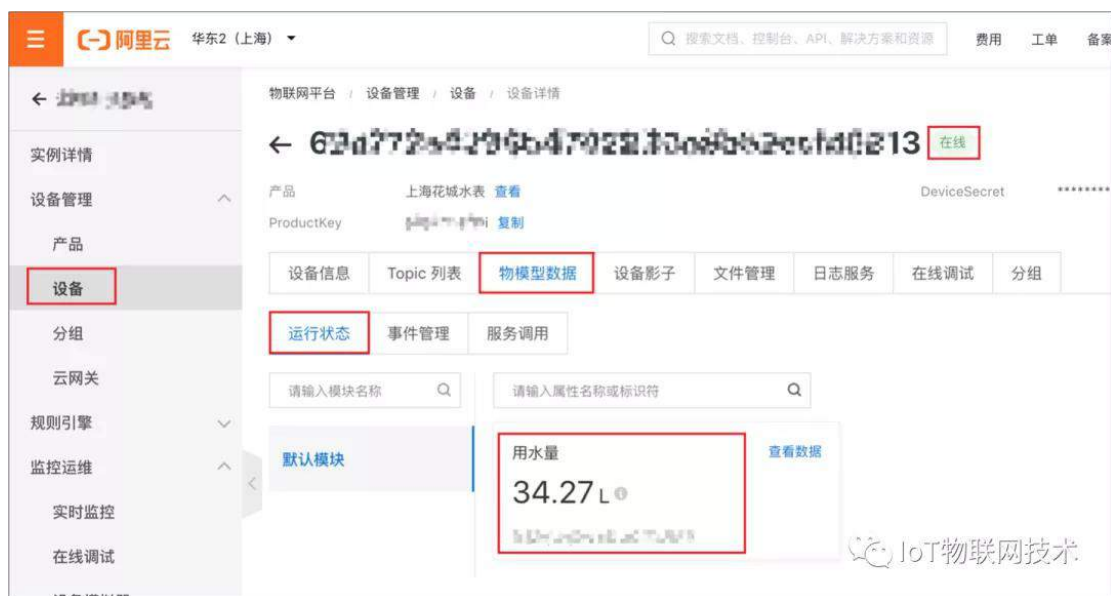 阿里云 华东2（上海） 搜索文档、控制台、API、解决方案和资源 费用 工单 备案
物联网平台 / 设备管理 / 设备 / 设备详情
13 在线
产品 上海花城水表 查看 DeviceSecret ********
ProductKey 复制
实例详情
设备管理
产品
设备
分组
云网关
规则引擎
监控运维
实时监控
在线调试
设备信息 Topic 列表 物模型数据 设备影子 文件管理 日志服务 在线调试 分组
运行状态 事件管理 服务调用
请输入模块名称 请输入属性名称或标识符
默认模块
用水量 查看数据
34.27 L
IoT物联网技术